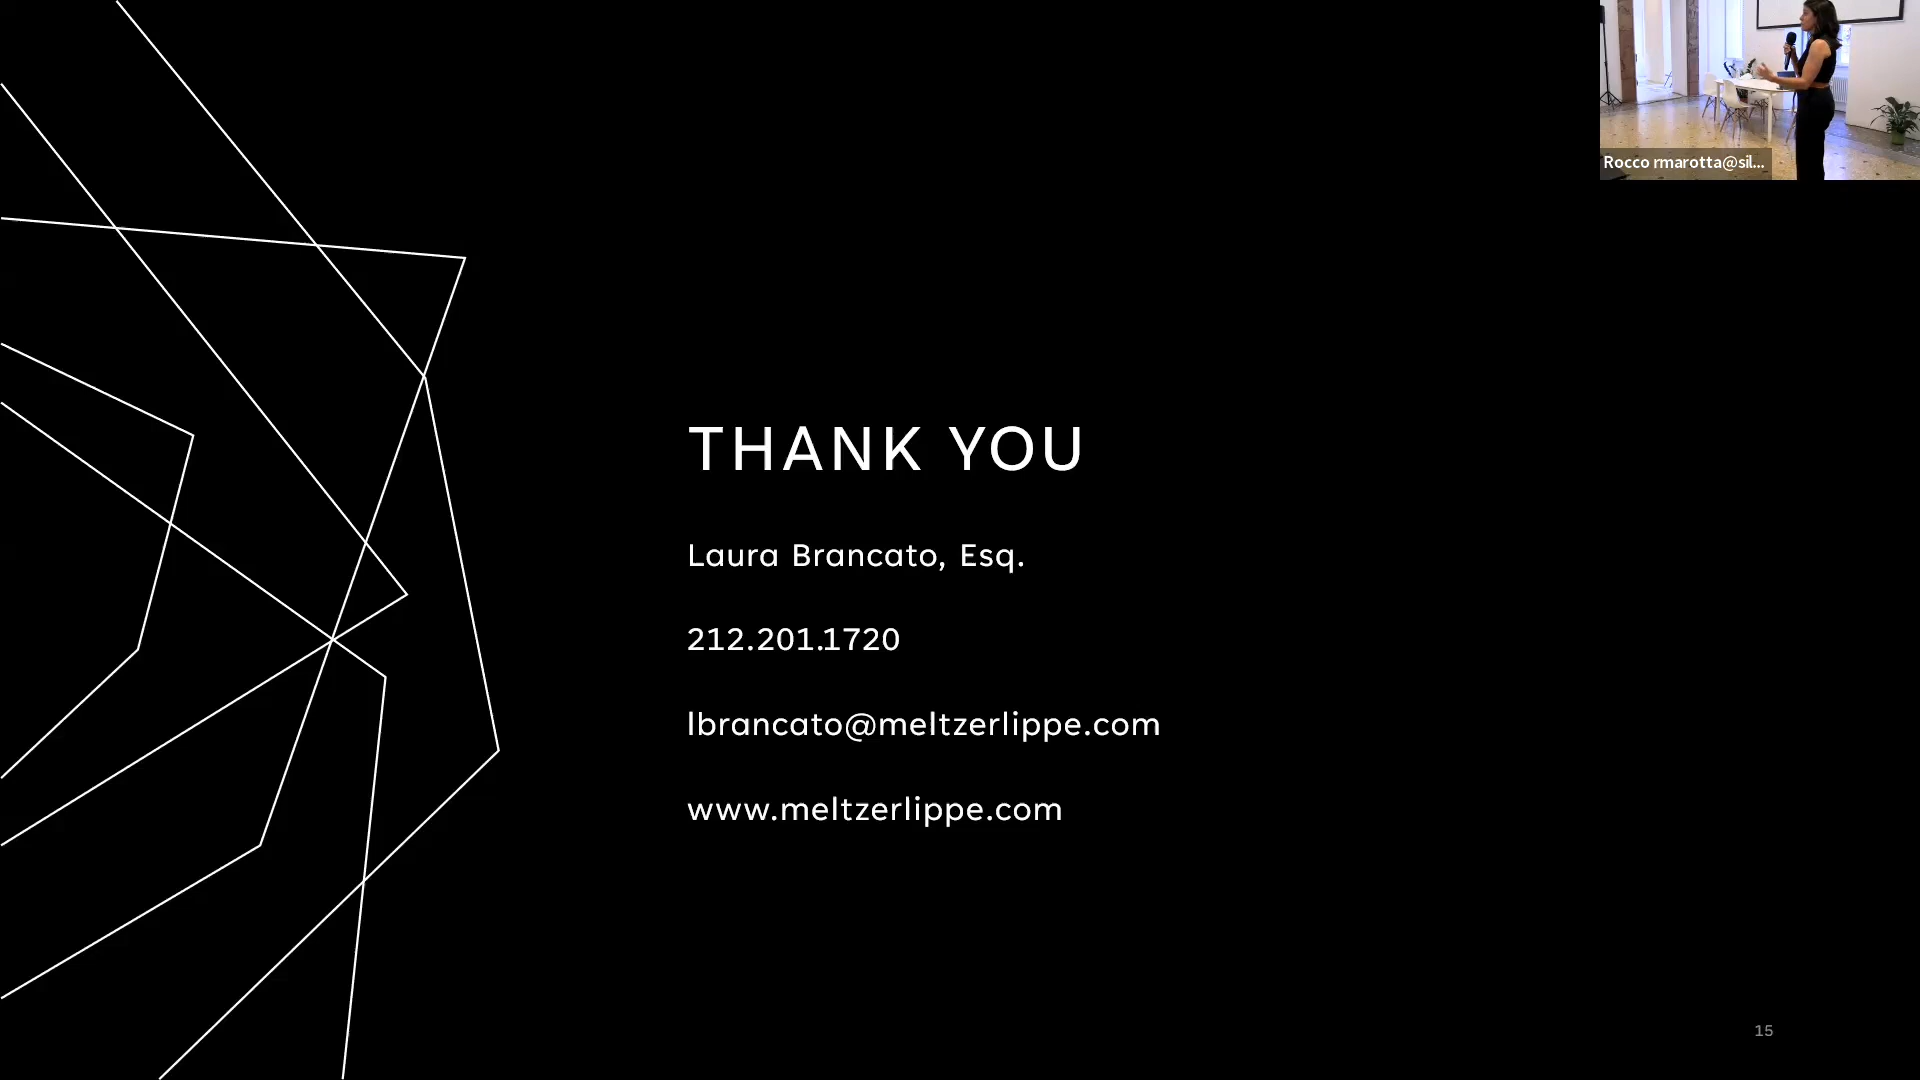 THANK YOU
Laura Brancato, Esq.
212.201.1720
lbrancato@meltzerlippe.com
www.meltzerlippe.com
Rocco rmarotta@sil...
15